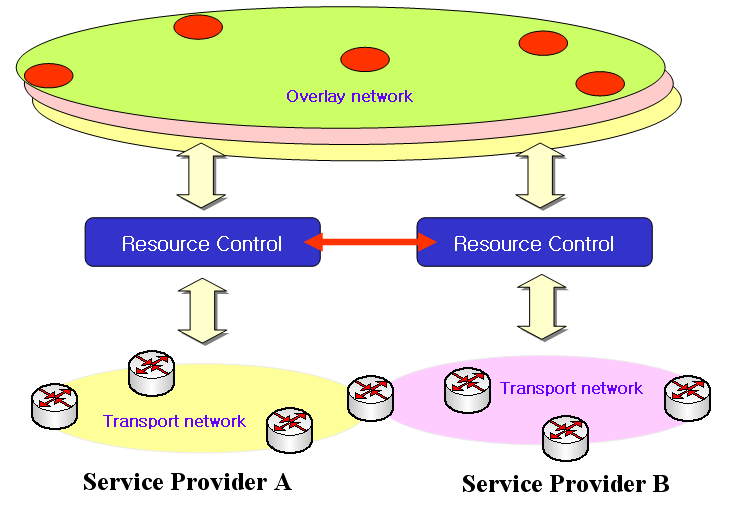 Overlay network
Resource Control
Resource Control
Transport network
Transport network
Service Provider A
Service Provider B